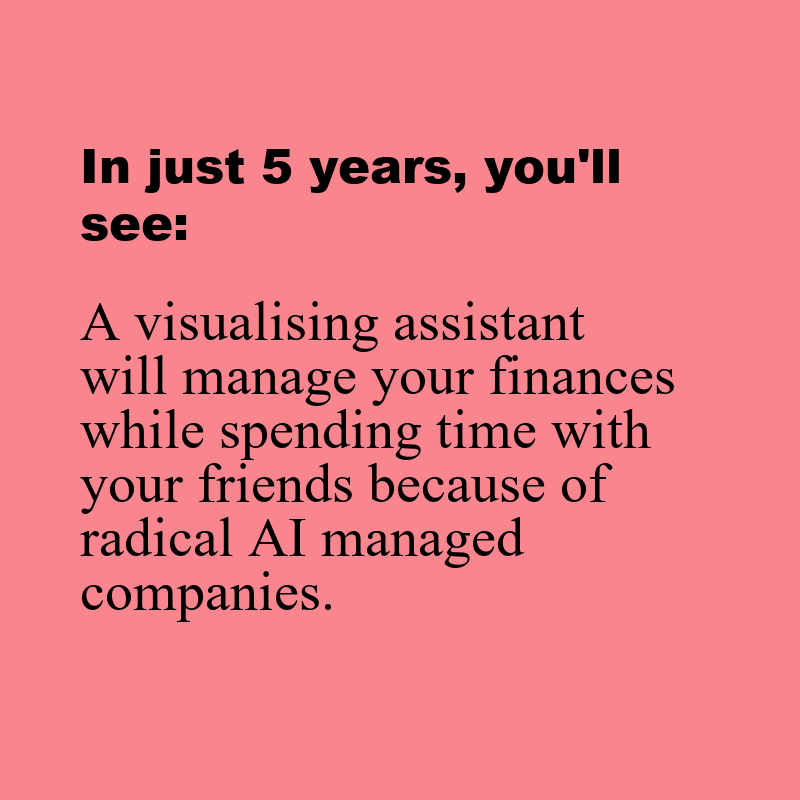 In just 5 years, you'll
see:
A visualising assistant
will manage your finances
while spending time with
your friends because of
radical AI managed
companies.